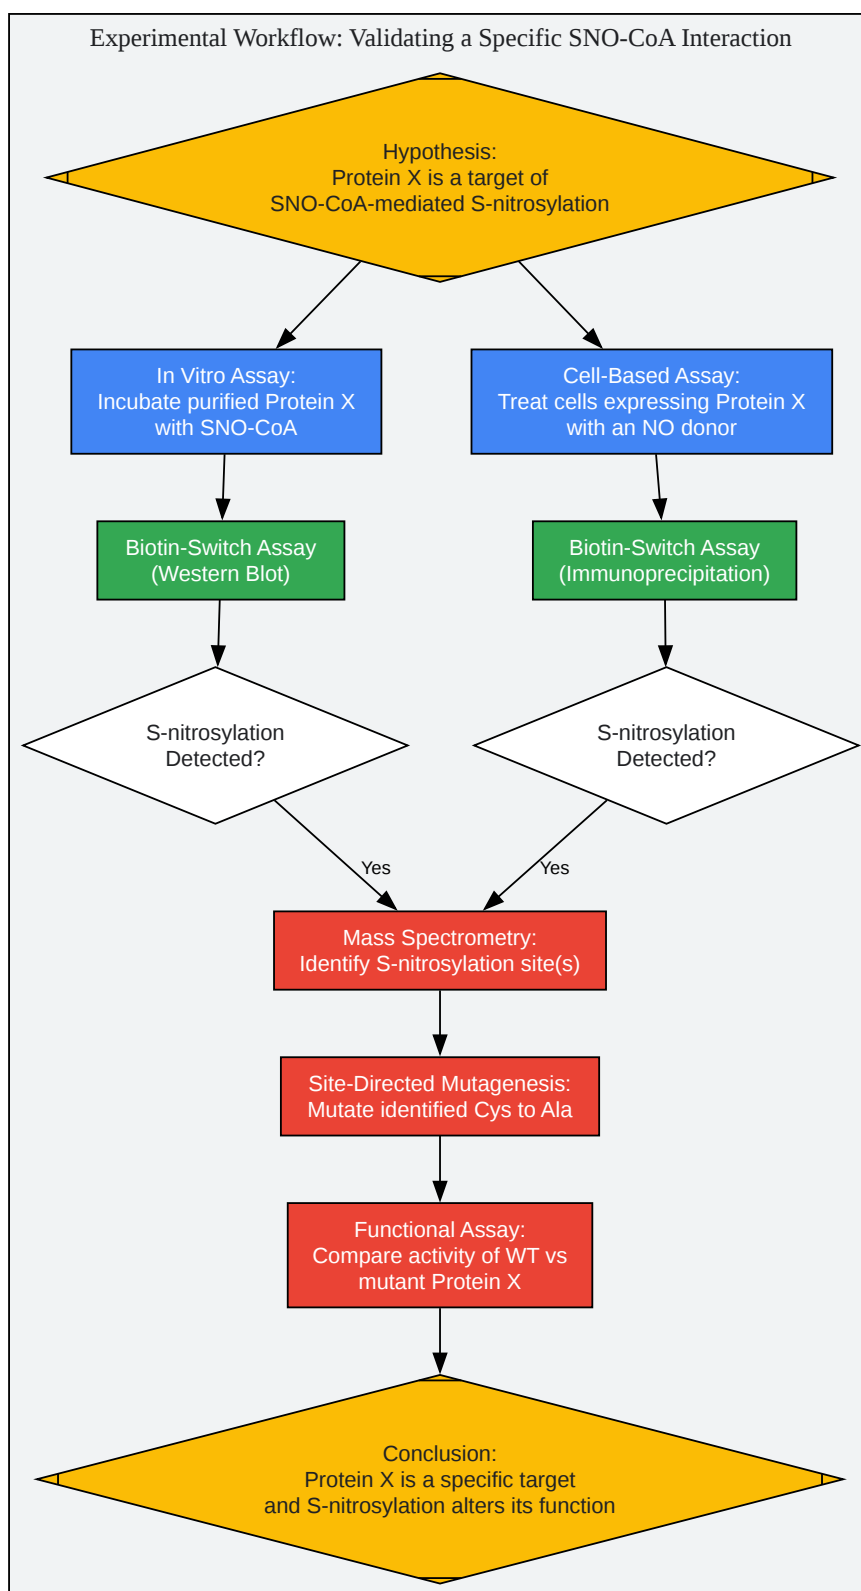 Experimental Workflow: Validating a Specific SNO-CoA Interaction
Hypothesis:
Protein X is a target of
SNO-CoA-mediated S-nitrosylation
In Vitro Assay:
Incubate purified Protein X
with SNO-CoA
Cell-Based Assay:
Treat cells expressing Protein X
with an NO donor
Biotin-Switch Assay
(Western Blot)
Biotin-Switch Assay
(Immunoprecipitation)
S-nitrosylation
Detected?
S-nitrosylation
Detected?
Yes
Yes
Mass Spectrometry:
Identify S-nitrosylation site(s)
Site-Directed Mutagenesis:
Mutate identified Cys to Ala
Functional Assay:
Compare activity of WT vs
mutant Protein X
Conclusion:
Protein X is a specific target
and S-nitrosylation alters its function